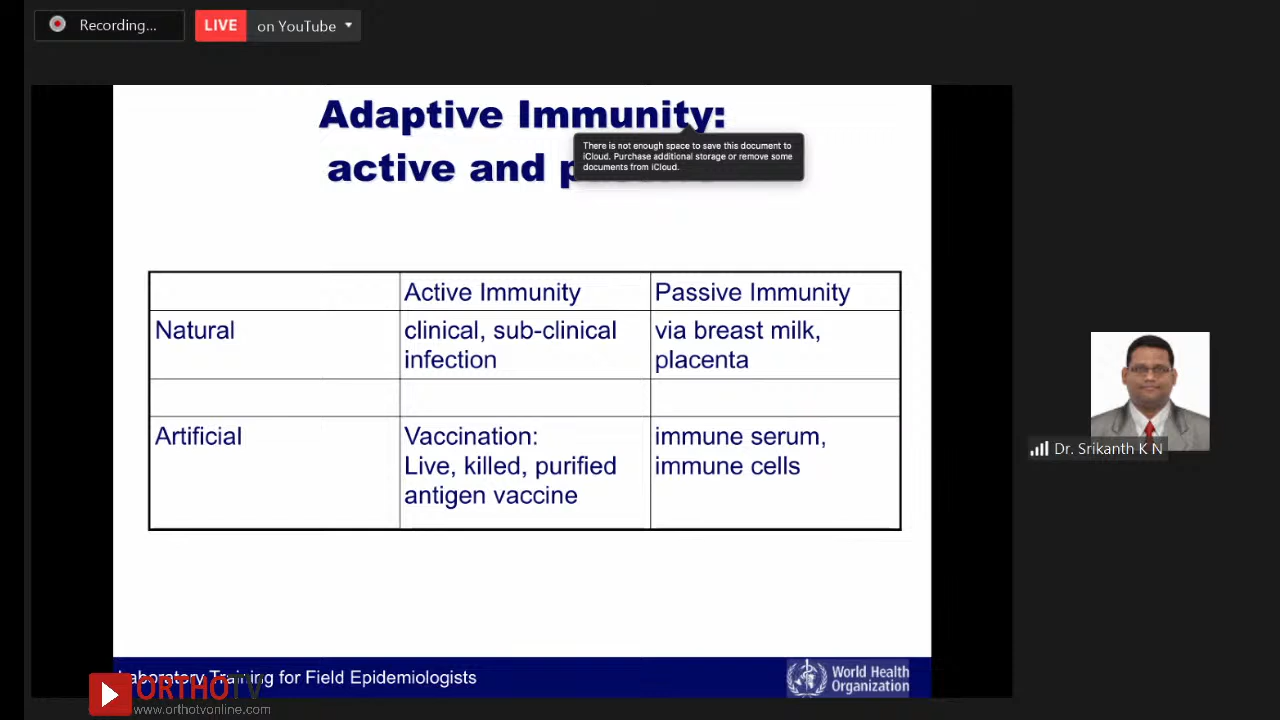 Recording...
LIVE on YouTube
Adaptive Immunity:
active and p
There is not enough space to save this document to
iCloud. Purchase additional storage or remove some
documents from iCloud.
Active Immunity Passive Immunity
Natural clinical, sub-clinical via breast milk,
infection placenta
Artificial Vaccination: immune serum,
Live, killed, purified immune cells
antigen vaccine
Dr. Srikanth K N
Laboratory Training for Field Epidemiologists
World Health
Organization
ORTHOTV
www.orthotvonline.com